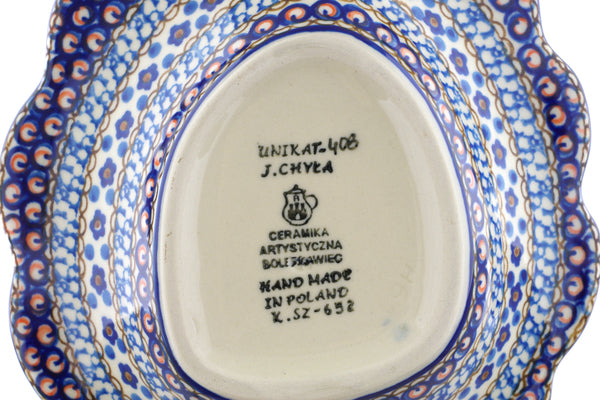 UNIKAT-408
J.CHYŁA
A
CERAMIKA
ARTYSTYCZNA
BOLESŁAWIEC
HAND MADE
IN POLAND
K.SZ-652